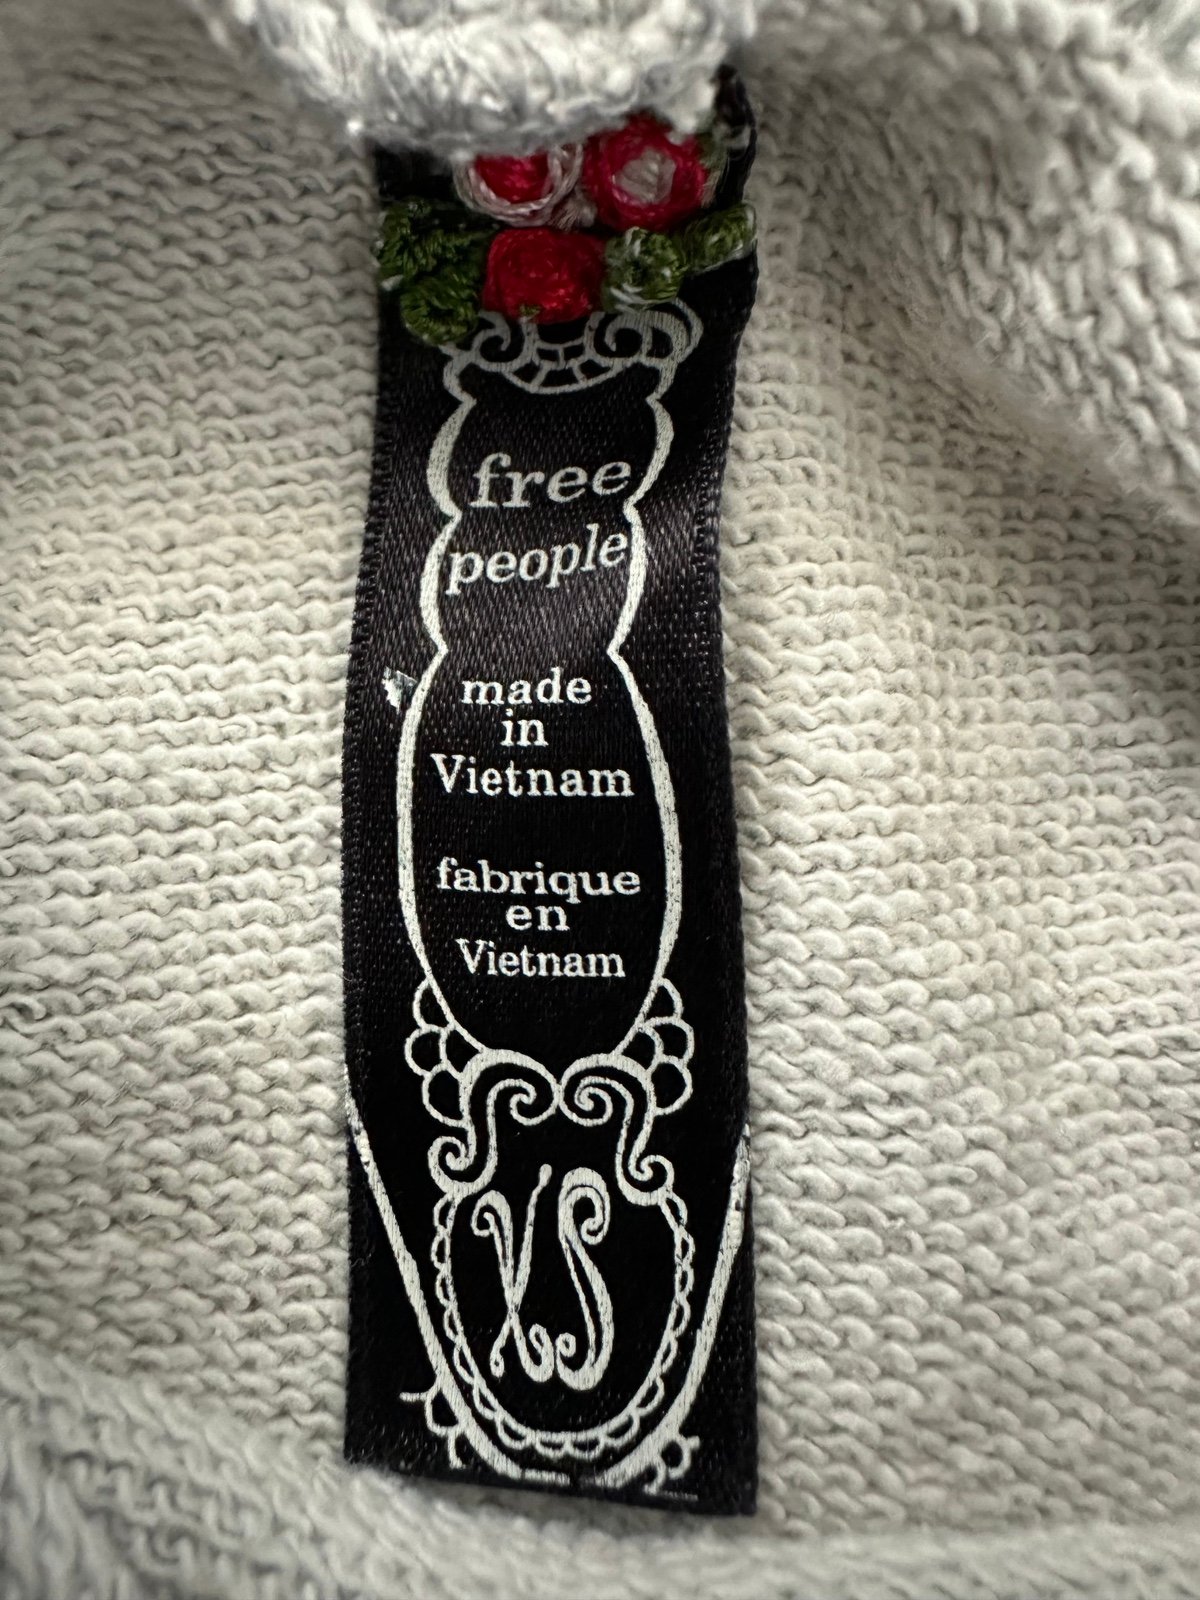 free
people
made
in
Vietnam
fabrique
en
Vietnam
XS